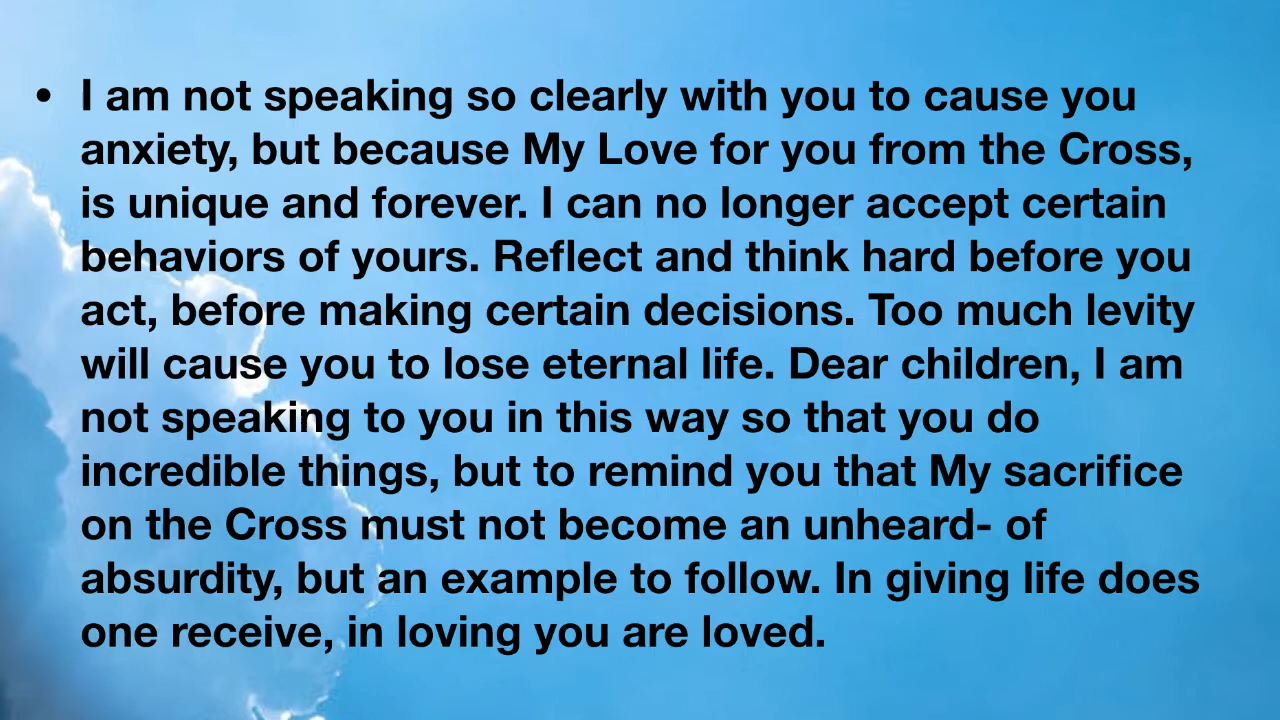 • I am not speaking so clearly with you to cause you
anxiety, but because My Love for you from the Cross,
is unique and forever. I can no longer accept certain
behaviors of yours. Reflect and think hard before you
act, before making certain decisions. Too much levity
will cause you to lose eternal life. Dear children, I am
not speaking to you in this way so that you do
incredible things, but to remind you that My sacrifice
on the Cross must not become an unheard- of
absurdity, but an example to follow. In giving life does
one receive, in loving you are loved.